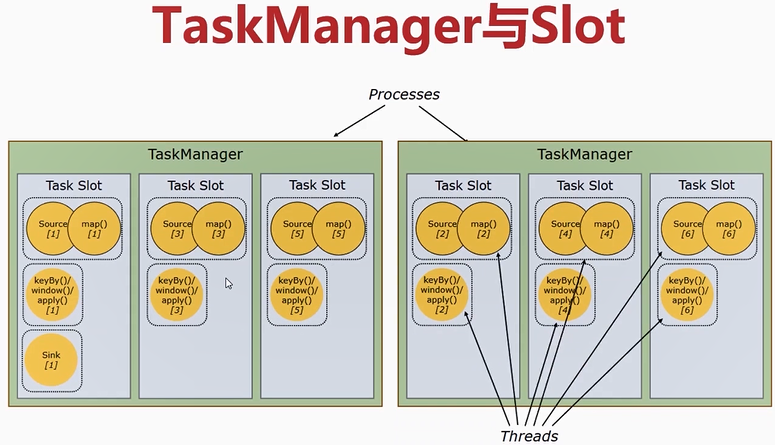 TaskManager与Slot
Processes
TaskManager
Task Slot
Source
[1]
map()
[1]
keyBy()/
window()/
apply()
[1]
Sink
[1]
Task Slot
Source
[3]
map()
[3]
keyBy()/
window()/
apply()
[3]
Task Slot
Source
[5]
map()
[5]
keyBy()/
window()/
apply()
[5]
TaskManager
Task Slot
Source
[2]
map()
[2]
keyBy()/
window()/
apply()
[2]
Task Slot
Source
[4]
map()
[4]
keyBy()/
window()/
apply()
[4]
Task Slot
Source
[6]
map()
[6]
keyBy()/
window()/
apply()
[6]
Threads